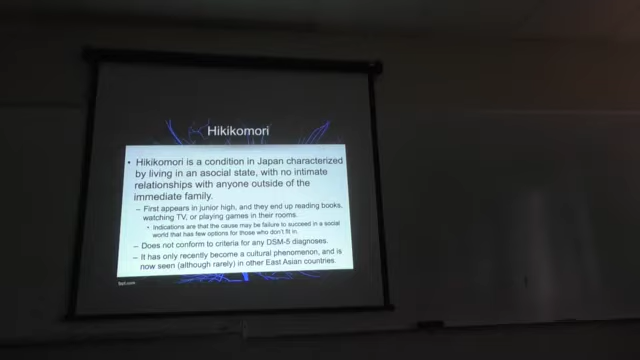 Hikikomori
• Hikikomori is a condition in Japan characterized
by living in an asocial state, with no intimate
relationships with anyone outside of the
immediate family.
– First appears in junior high, and they end up reading books,
watching TV, or playing games in their rooms.
• Indications are that the cause may be failure to succeed in a social
world that has few options for those who don't fit in.
– Does not conform to criteria for any DSM-5 diagnoses.
– It has only recently become a cultural phenomenon, and is
now seen (although rarely) in other East Asian countries.